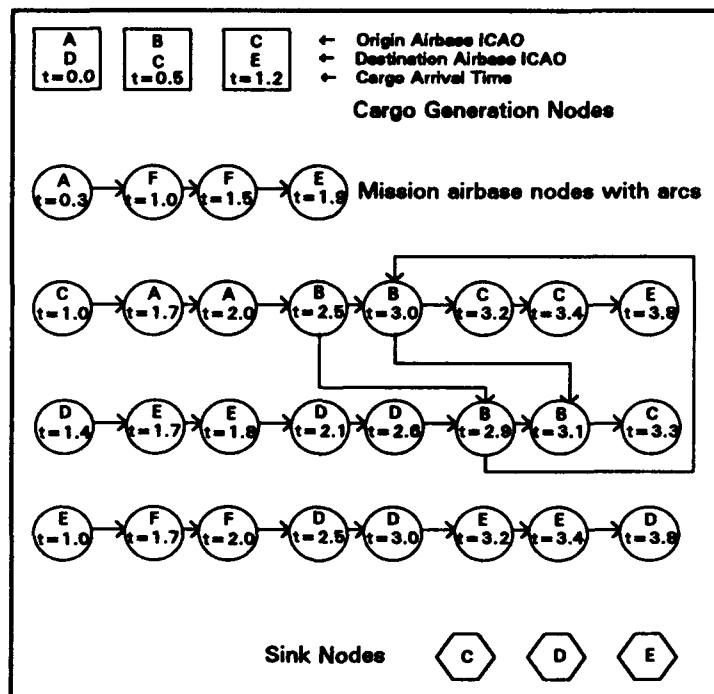 A B C ← Origin Airbase ICAO
D C E ← Destination Airbase ICAO
t=0.0 t=0.5 t=1.2 ← Cargo Arrival Time
Cargo Generation Nodes
A F F E Mission airbase nodes with arcs
t=0.3 t=1.0 t=1.5 t=1.9
C A A B B C C E
t=1.0 t=1.7 t=2.0 t=2.5 t=3.0 t=3.2 t=3.4 t=3.8
D E E D D B B C
t=1.4 t=1.7 t=1.8 t=2.1 t=2.6 t=2.9 t=3.1 t=3.3
E F F D D E E D
t=1.0 t=1.7 t=2.0 t=2.5 t=3.0 t=3.2 t=3.4 t=3.8
Sink Nodes C D E